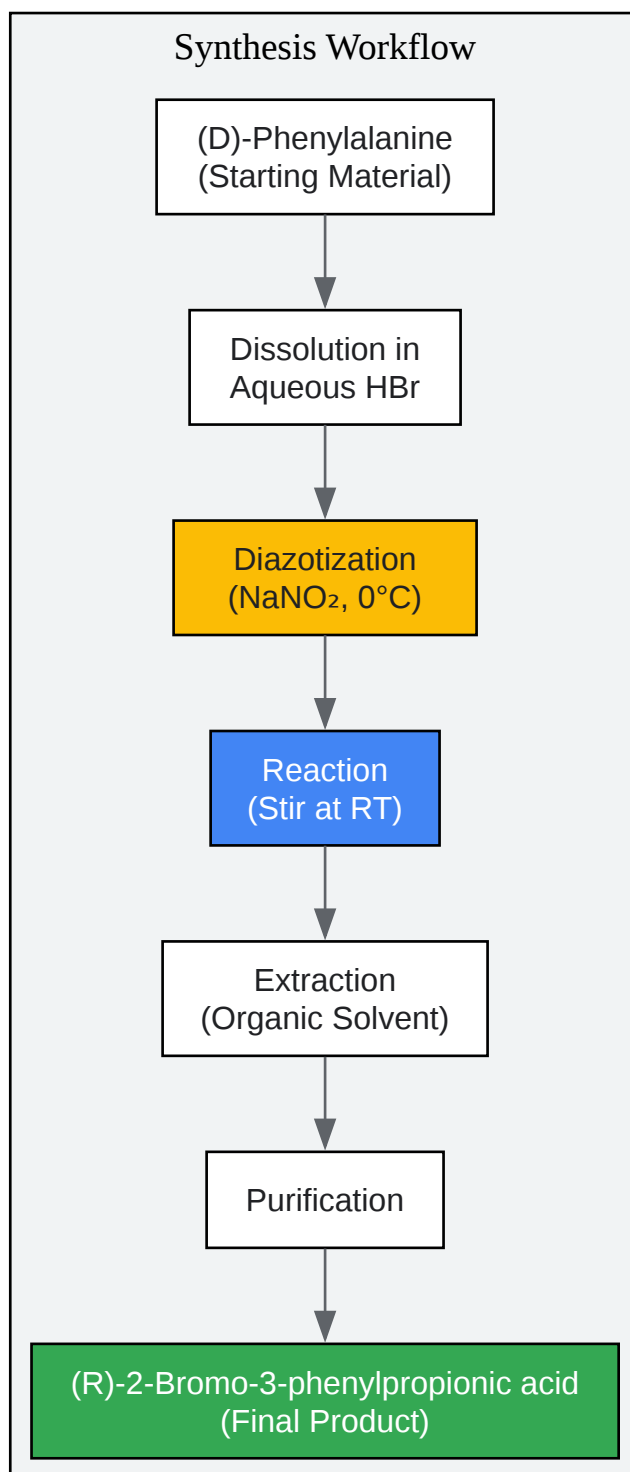 Synthesis Workflow
(D)-Phenylalanine
(Starting Material)
Dissolution in
Aqueous HBr
Diazotization
(NaNO₂, 0°C)
Reaction
(Stir at RT)
Extraction
(Organic Solvent)
Purification
(R)-2-Bromo-3-phenylpropionic acid
(Final Product)